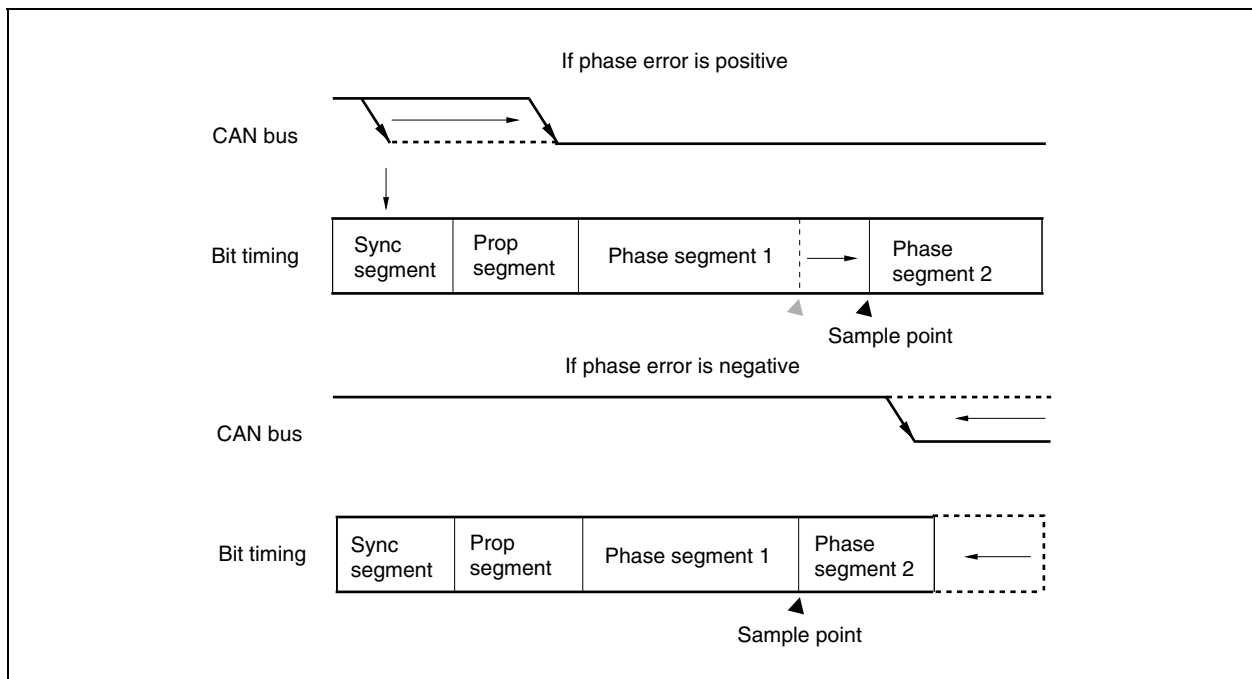 If phase error is positive
CAN bus
Bit timing
Sync
segment
Prop
segment
Phase segment 1
Phase
segment 2
Sample point
If phase error is negative
CAN bus
Bit timing
Sync
segment
Prop
segment
Phase segment 1
Phase
segment 2
Sample point